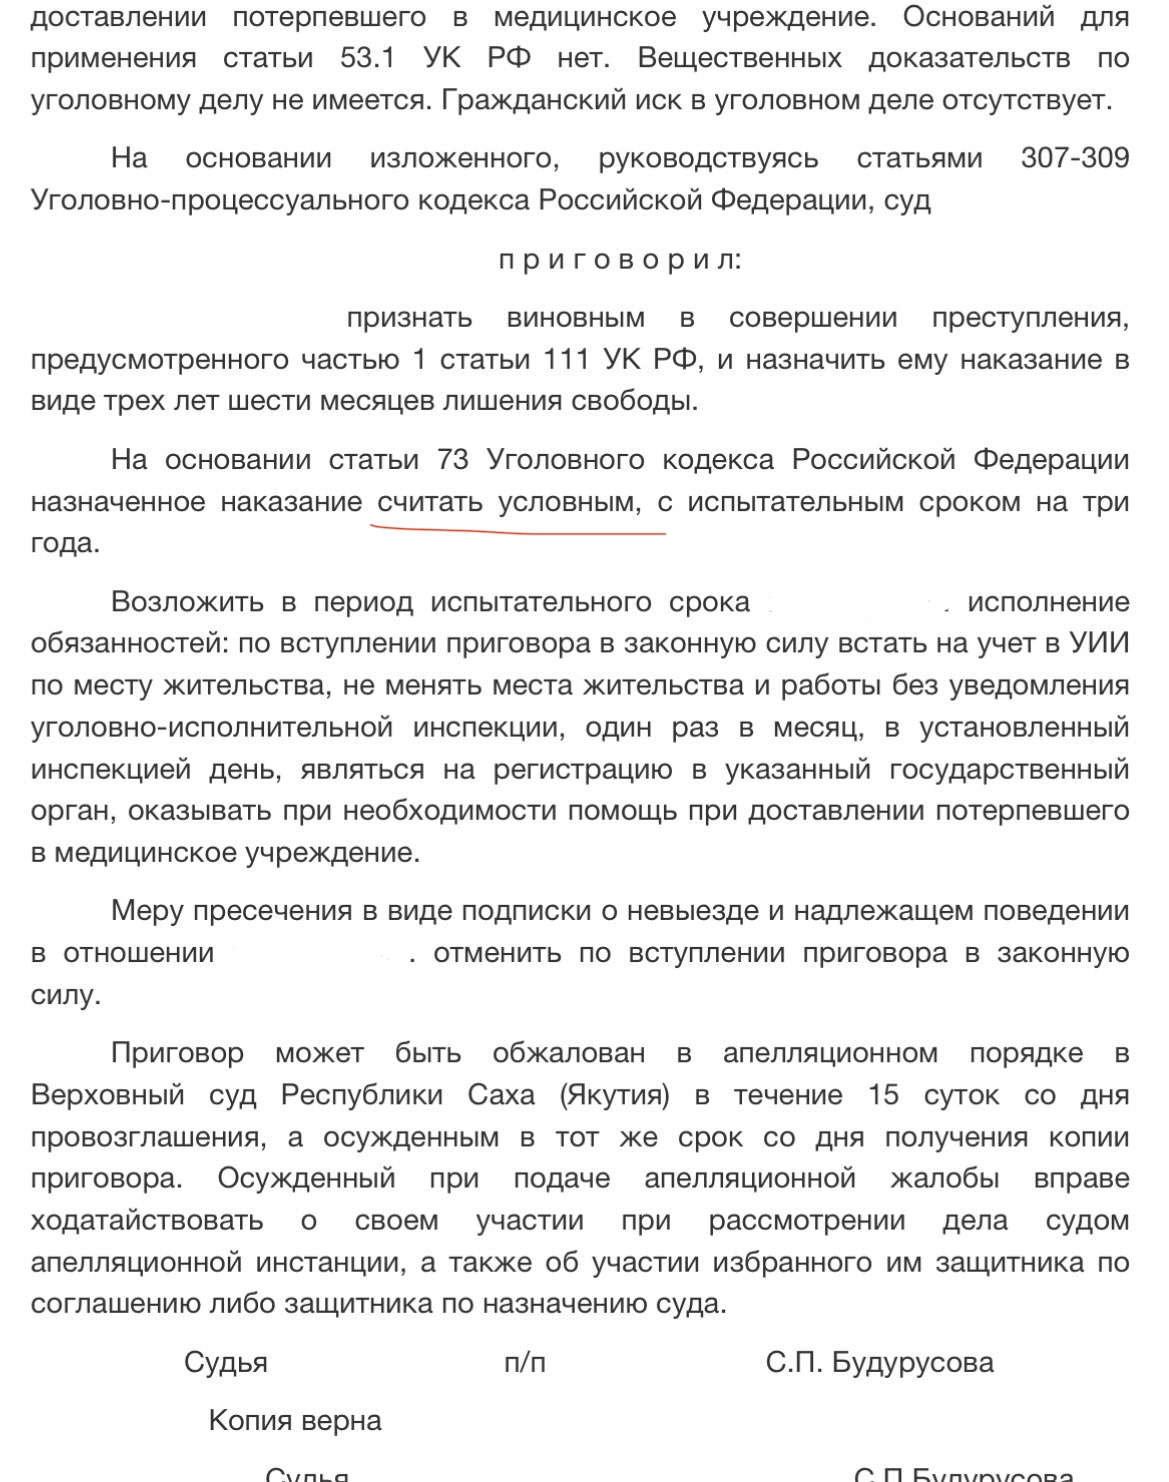 доставлении потерпевшего в медицинское учреждение. Оснований для
применения статьи 53.1 УК РФ нет. Вещественных доказательств по
уголовному делу не имеется. Гражданский иск в уголовном деле отсутствует.
На основании изложенного, руководствуясь статьями 307-309
Уголовно-процессуального кодекса Российской Федерации, суд
п р и г о в о р и л:
признать виновным в совершении преступления,
предусмотренного частью 1 статьи 111 УК РФ, и назначить ему наказание в
виде трех лет шести месяцев лишения свободы.
На основании статьи 73 Уголовного кодекса Российской Федерации
назначенное наказание считать условным, с испытательным сроком на три
года.
Возложить в период испытательного срока . исполнение
обязанностей: по вступлении приговора в законную силу встать на учет в УИИ
по месту жительства, не менять места жительства и работы без уведомления
уголовно-исполнительной инспекции, один раз в месяц, в установленный
инспекцией день, являться на регистрацию в указанный государственный
орган, оказывать при необходимости помощь при доставлении потерпевшего
в медицинское учреждение.
Меру пресечения в виде подписки о невыезде и надлежащем поведении
в отношении . отменить по вступлении приговора в законную
силу.
Приговор может быть обжалован в апелляционном порядке в
Верховный суд Республики Саха (Якутия) в течение 15 суток со дня
провозглашения, а осужденным в тот же срок со дня получения копии
приговора. Осужденный при подаче апелляционной жалобы вправе
ходатайствовать о своем участии при рассмотрении дела судом
апелляционной инстанции, а также об участии избранного им защитника по
соглашению либо защитника по назначению суда.
Судья п/п С.П. Будурусова
Копия верна
Судья С.П.Будурусова